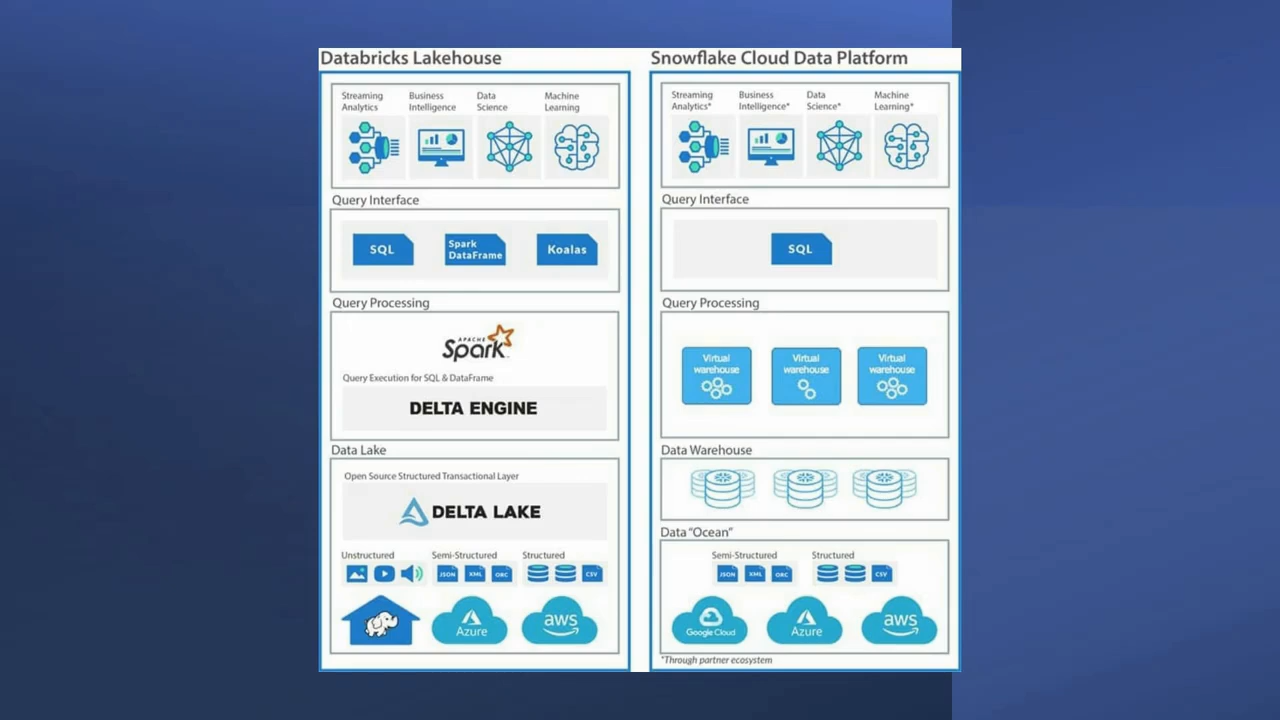 Databricks Lakehouse
Streaming
Analytics
Business
Intelligence
Data
Science
Machine
Learning
Query Interface
SQL
Spark
DataFrame
Koalas
Query Processing
APACHE
Spark
Query Execution for SQL & DataFrame
DELTA ENGINE
Data Lake
Open Source Structured Transactional Layer
DELTA LAKE
Unstructured
Semi-Structured
Structured
JSON
XML
ORC
CSV
Azure
aws
Snowflake Cloud Data Platform
Streaming
Analytics*
Business
Intelligence*
Data
Science*
Machine
Learning*
Query Interface
SQL
Query Processing
Virtual
warehouse
Virtual
warehouse
Virtual
warehouse
Data Warehouse
Data "Ocean"
Semi-Structured
Structured
JSON
XML
ORC
CSV
Google Cloud
Azure
aws
*Through partner ecosystem